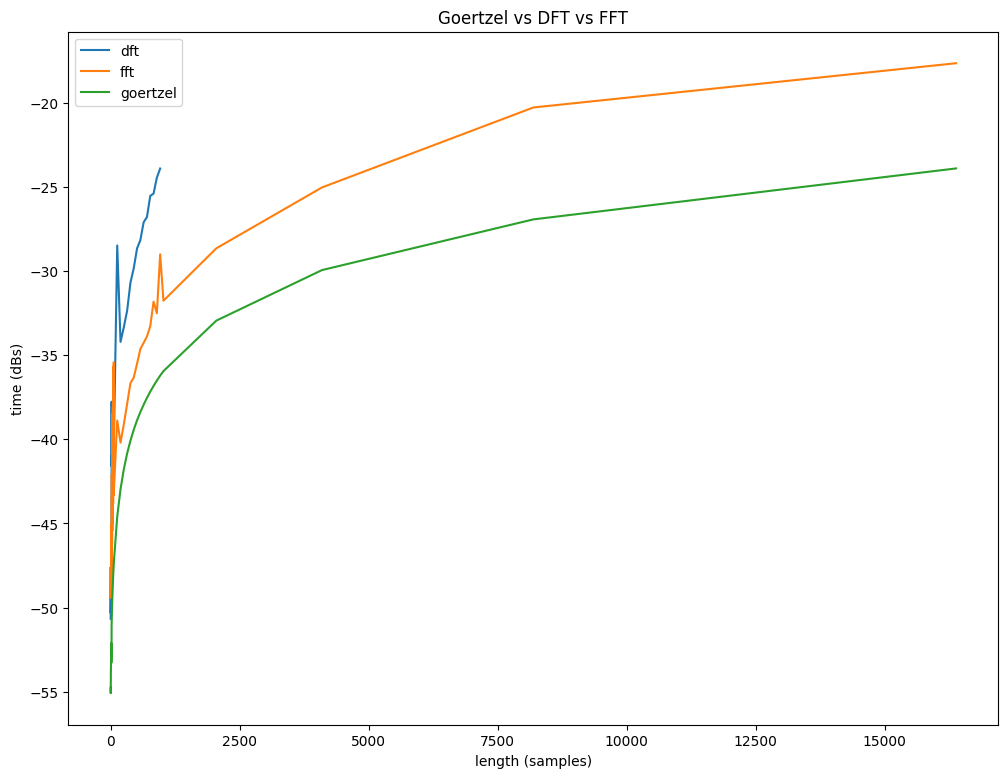 Goertzel vs DFT vs FFT
dft
fft
goertzel
time (dBs)
−20
−25
−30
−35
−40
−45
−50
−55
0 2500 5000 7500 10000 12500 15000
length (samples)